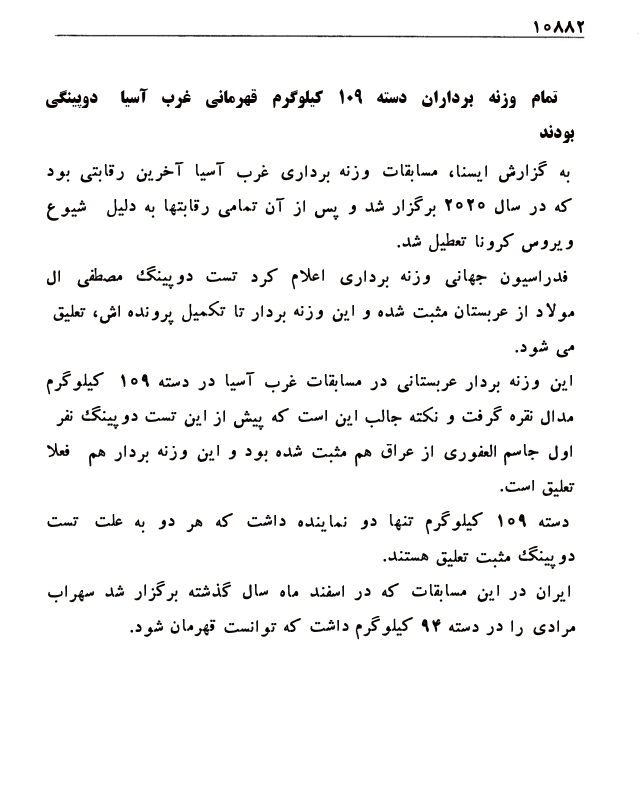 ۱۰۸۸۲
تمام وزنه برداران دسته ۱۰۹ کیلوگرم قهرمانی غرب آسیا دوپینگی
بودند
به گزارش ایسنا، مسابقات وزنه برداری غرب آسیا آخرین رقابتی بود
که در سال ۲۰۲۰ برگزار شد و پس از آن تمامی رقابتها به دلیل شیوع
ویروس کرونا تعطیل شد.
فدراسیون جهانی وزنه برداری اعلام کرد تست دوپینگ مصطفی ال
مولاد از عربستان مثبت شده و این وزنه بردار تا تکمیل پرونده اش، تعلیق
می شود.
این وزنه بردار عربستانی در مسابقات غرب آسیا در دسته ۱۰۹ کیلوگرم
مدال نقره گرفت و نکته جالب این است که پیش از این تست دوپینگ نفر
اول جاسم العفوری از عراق هم مثبت شده بود و این وزنه بردار هم فعلا
تعلیق است.
دسته ۱۰۹ کیلوگرم تنها دو نماینده داشت که هر دو به علت تست
دوپینگ مثبت تعلیق هستند.
ایران در این مسابقات که در اسفند ماه سال گذشته برگزار شد سهراب
مرادی را در دسته ۹۴ کیلوگرم داشت که توانست قهرمان شود.